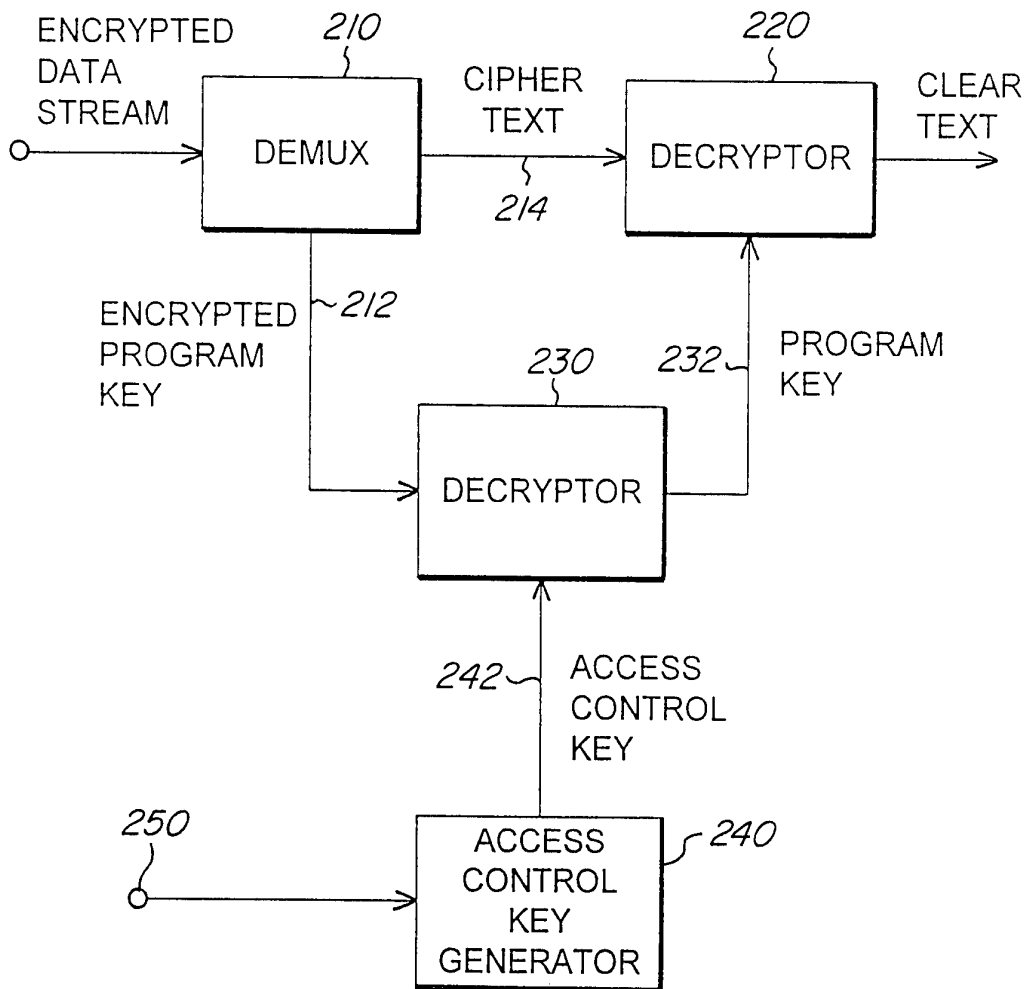 ENCRYPTED
DATA
STREAM
210
DEMUX
CIPHER
TEXT
214
220
DECRYPTOR
CLEAR
TEXT
212
ENCRYPTED
PROGRAM
KEY
230
DECRYPTOR
232
PROGRAM
KEY
242
ACCESS
CONTROL
KEY
250
ACCESS
CONTROL
KEY
GENERATOR
240